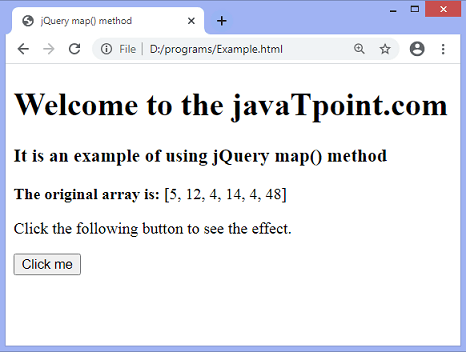 jQuery map() method
File | D:/programs/Example.html
Welcome to the javaTpoint.com
It is an example of using jQuery map() method
The original array is: [5, 12, 4, 14, 4, 48]
Click the following button to see the effect.
Click me